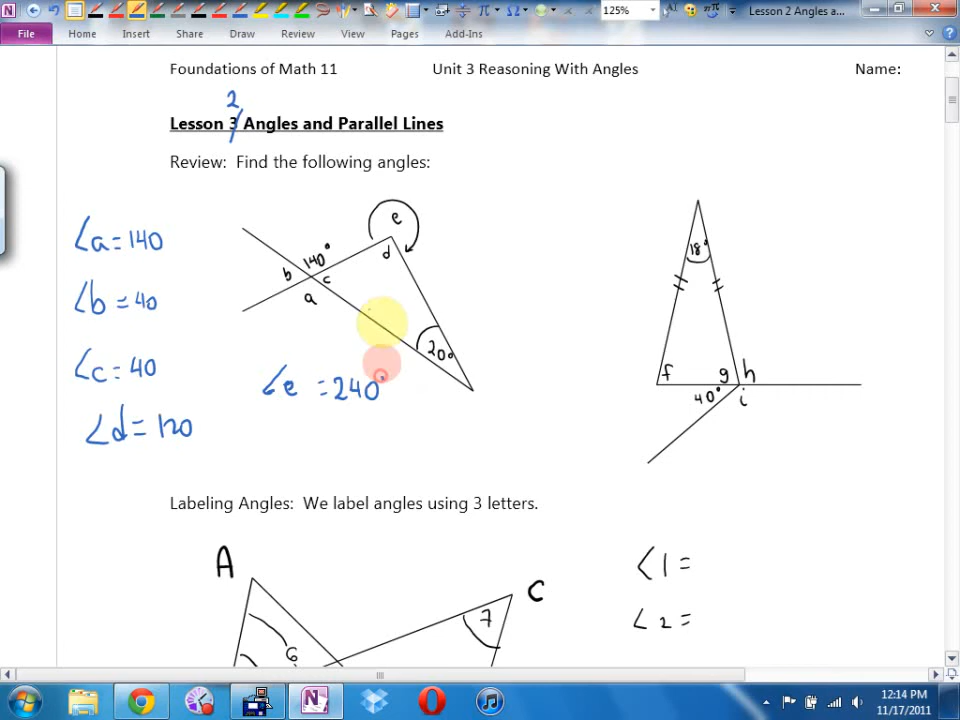 125%
Lesson 2 Angles a...
File
Home
Insert
Share
Draw
Review
View
Pages
Add-Ins
Foundations of Math 11
Unit 3 Reasoning With Angles
Name:
2
Lesson 3 Angles and Parallel Lines
Review: Find the following angles:
∠a = 140
∠b = 40
∠c = 40
∠d = 120
∠e = 240°
e
d
140°
b
c
a
20°
18°
f
g
h
40°
i
Labeling Angles: We label angles using 3 letters.
A
C
7
6
∠1 =
∠2 =
12:14 PM
11/17/2011